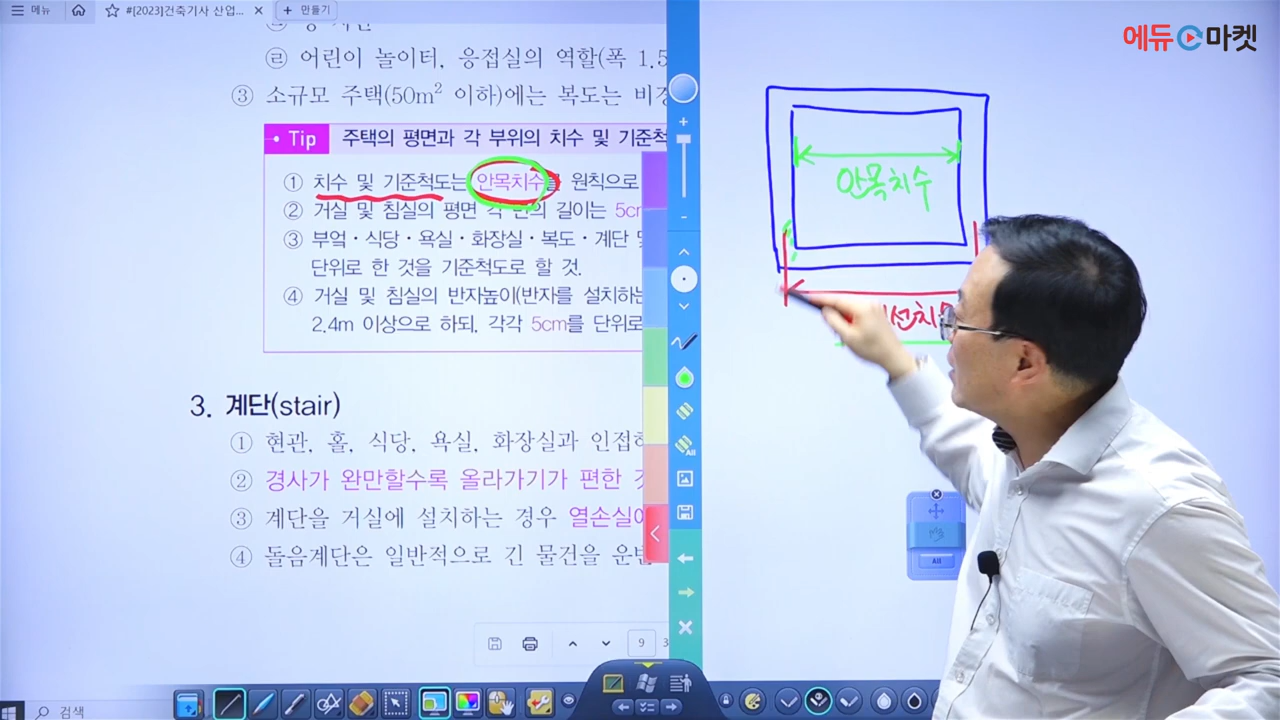 메뉴
#[2023]건축기사 산업...
만들기
에듀 마켓
㉣ 어린이 놀이터, 응접실의 역할(폭 1.5
③ 소규모 주택(50m² 이하)에는 복도는 비경
• Tip 주택의 평면과 각 부위의 치수 및 기준척
① 치수 및 기준척도는 안목치수를 원칙으로
② 거실 및 침실의 평면 각 변의 길이는 5cm
③ 부엌·식당·욕실·화장실·복도·계단 및
단위로 한 것을 기준척도로 할 것.
④ 거실 및 침실의 반자높이(반자를 설치하는
2.4m 이상으로 하되, 각각 5cm를 단위로
안목치수
선치
3. 계단(stair)
① 현관, 홀, 식당, 욕실, 화장실과 인접하
② 경사가 완만할수록 올라가기가 편한 것
③ 계단을 거실에 설치하는 경우 열손실이
④ 돌음계단은 일반적으로 긴 물건을 운반
All
All
9
검색